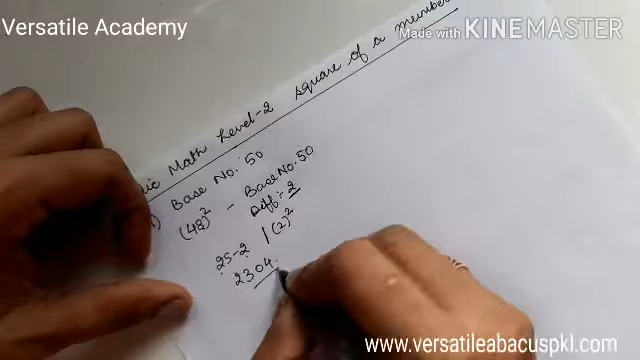 Versatile Academy
Made with KINEMASTER
Math Level-2 Square of a number
1) Base No. 50
(48)² - Base No. 50
Diff: 2
25-2 | (2)²
2304
www.versatileabacuspkl.com